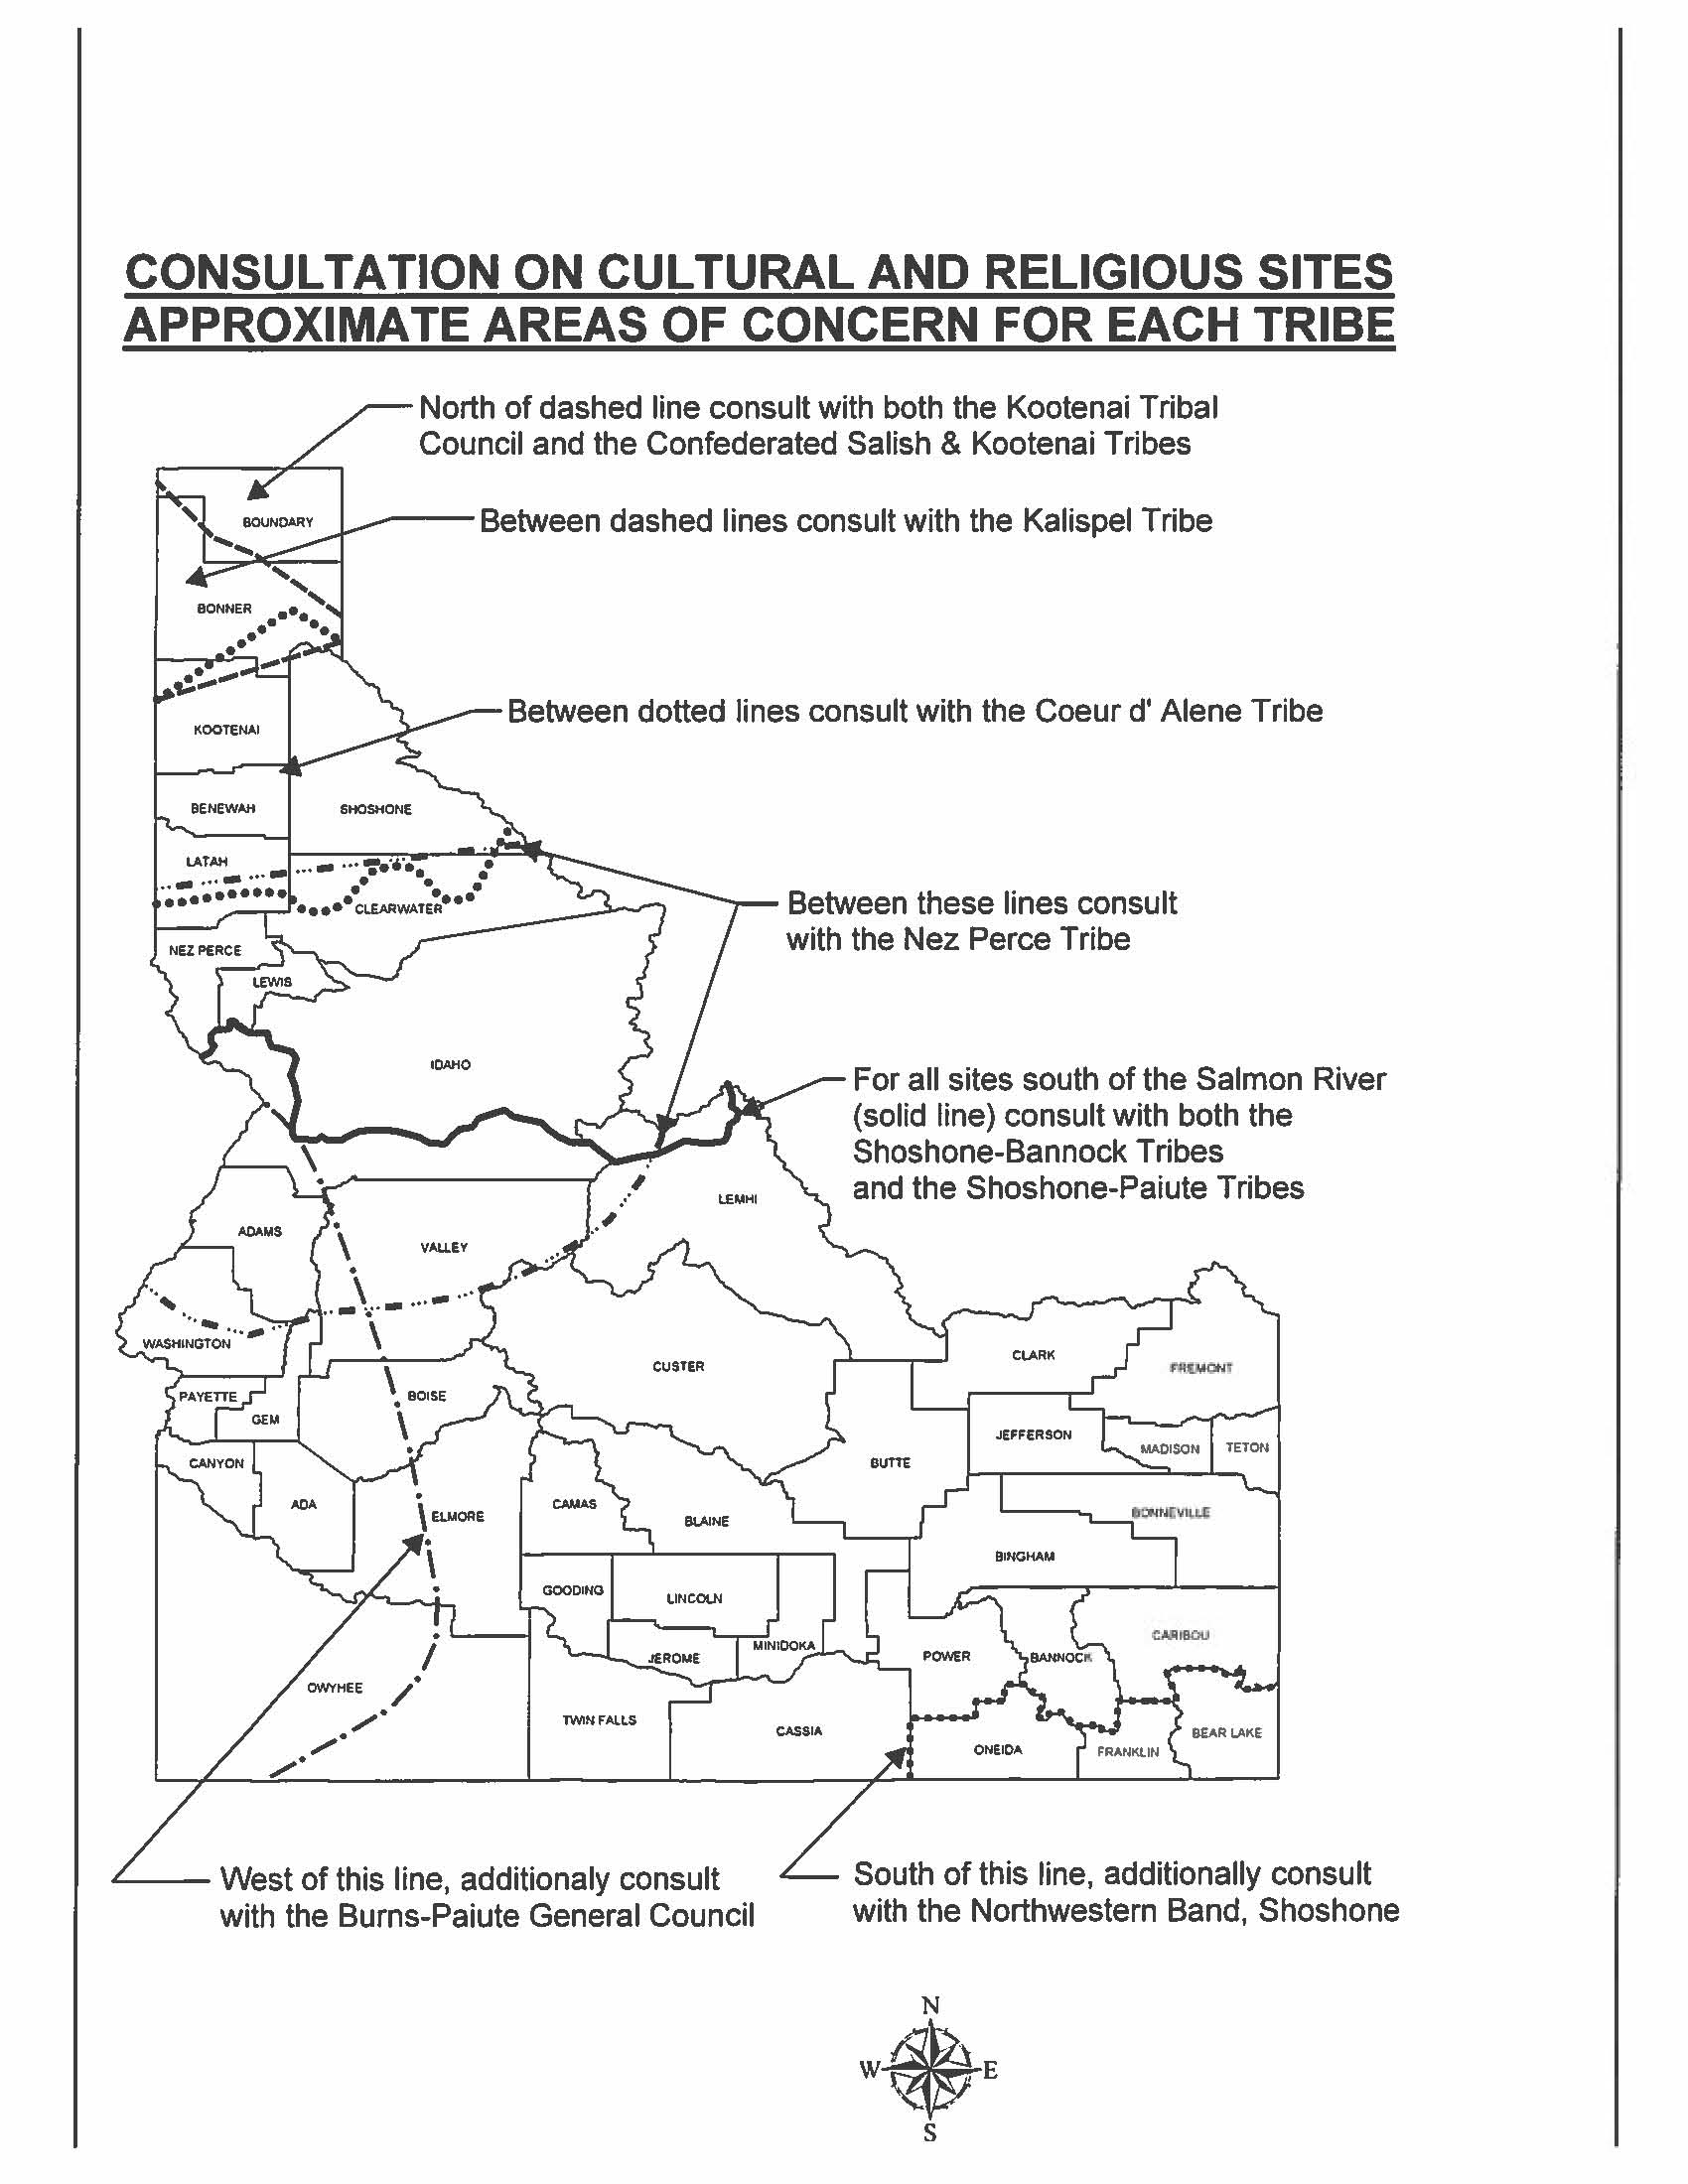 CONSULTATION ON CULTURAL AND RELIGIOUS SITES
APPROXIMATE AREAS OF CONCERN FOR EACH TRIBE
North of dashed line consult with both the Kootenai Tribal
Council and the Confederated Salish & Kootenai Tribes
BOUNDARY
Between dashed lines consult with the Kalispel Tribe
BONNER
Between dotted lines consult with the Coeur d' Alene Tribe
KOOTENAI
BENEWAH
SHOSHONE
LATAH
CLEARWATER
Between these lines consult
with the Nez Perce Tribe
NEZ PERCE
LEWIS
IDAHO
For all sites south of the Salmon River
(solid line) consult with both the
Shoshone-Bannock Tribes
and the Shoshone-Paiute Tribes
LEMHI
ADAMS
VALLEY
WASHINGTON
CUSTER
CLARK
FREMONT
PAYETTE
BOISE
GEM
JEFFERSON
MADISON
TETON
CANYON
BUTTE
ADA
CAMAS
ELMORE
BLAINE
BONNEVILLE
BINGHAM
GOODING
LINCOLN
MINIDOKA
JEROME
POWER
BANNOCK
CARIBOU
OWYHEE
TWIN FALLS
CASSIA
ONEIDA
FRANKLIN
BEAR LAKE
West of this line, additionaly consult
with the Burns-Paiute General Council
South of this line, additionally consult
with the Northwestern Band, Shoshone
N
W
E
S